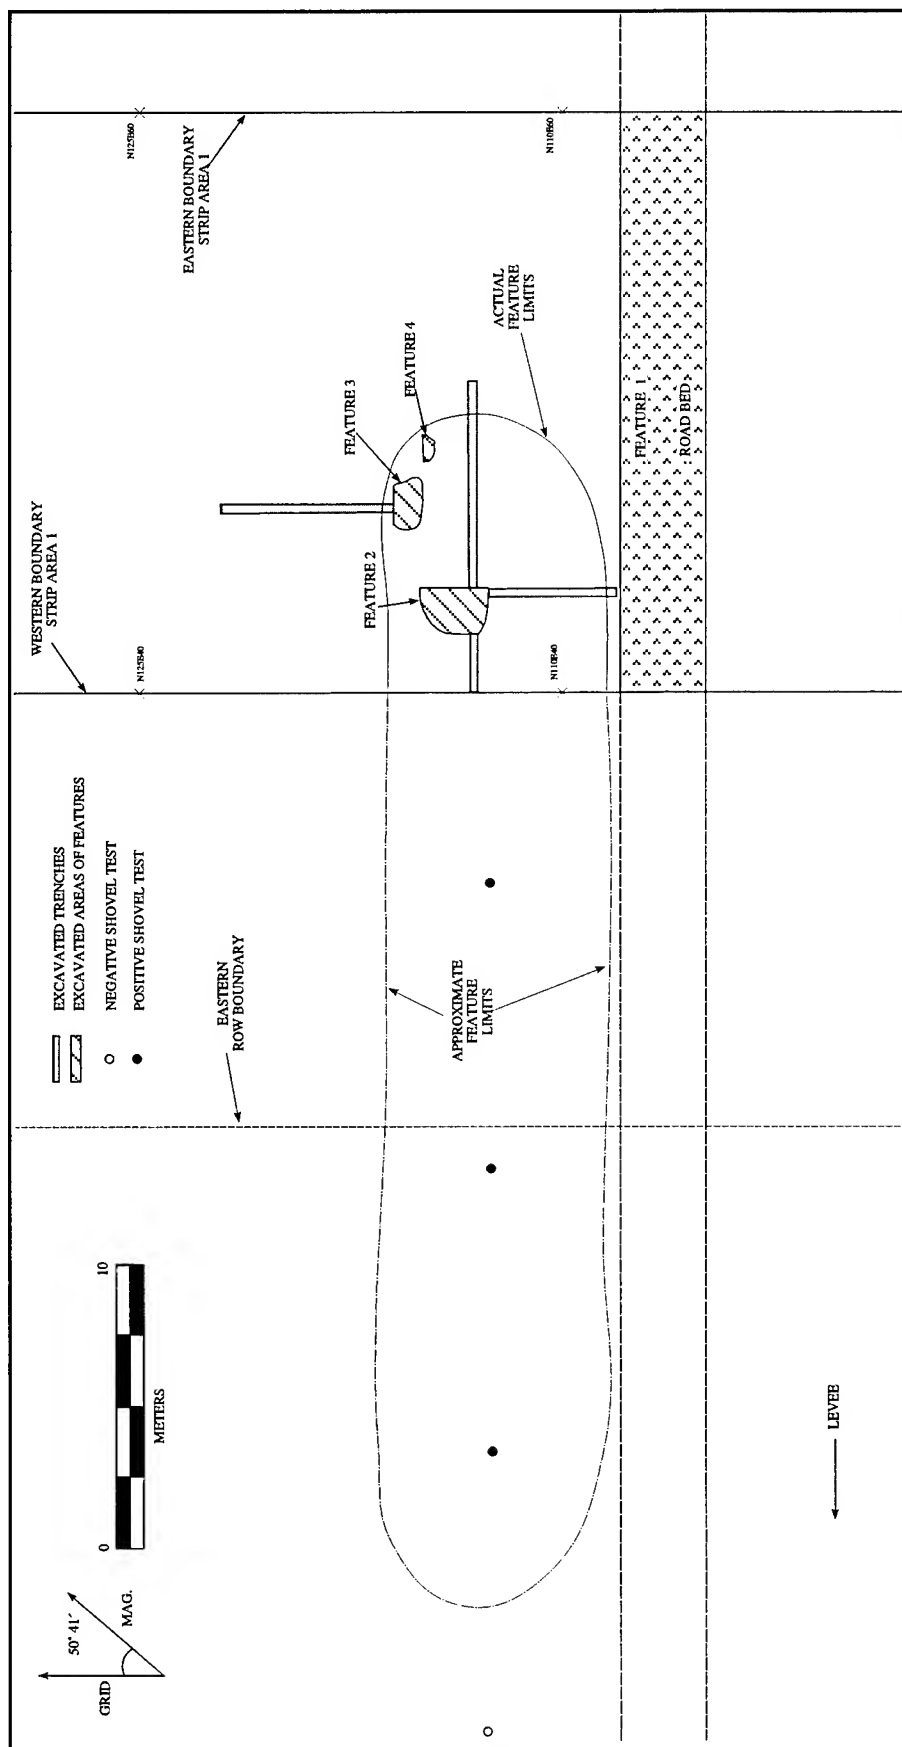 N125E60
EASTERN BOUNDARY
STRIP AREA 1
N110E60
ACTUAL
FEATURE
LIMITS
FEATURE 4
FEATURE 3
FEATURE 2
FEATURE 1
ROAD BED
WESTERN BOUNDARY
STRIP AREA 1
N125E40
N110E40
EXCAVATED TRENCHES
EXCAVATED AREAS OF FEATURES
NEGATIVE SHOVEL TEST
POSITIVE SHOVEL TEST
EASTERN
ROW BOUNDARY
APPROXIMATE
FEATURE
LIMITS
0
10
METERS
LEVEE
50° 41'
MAG.
GRID